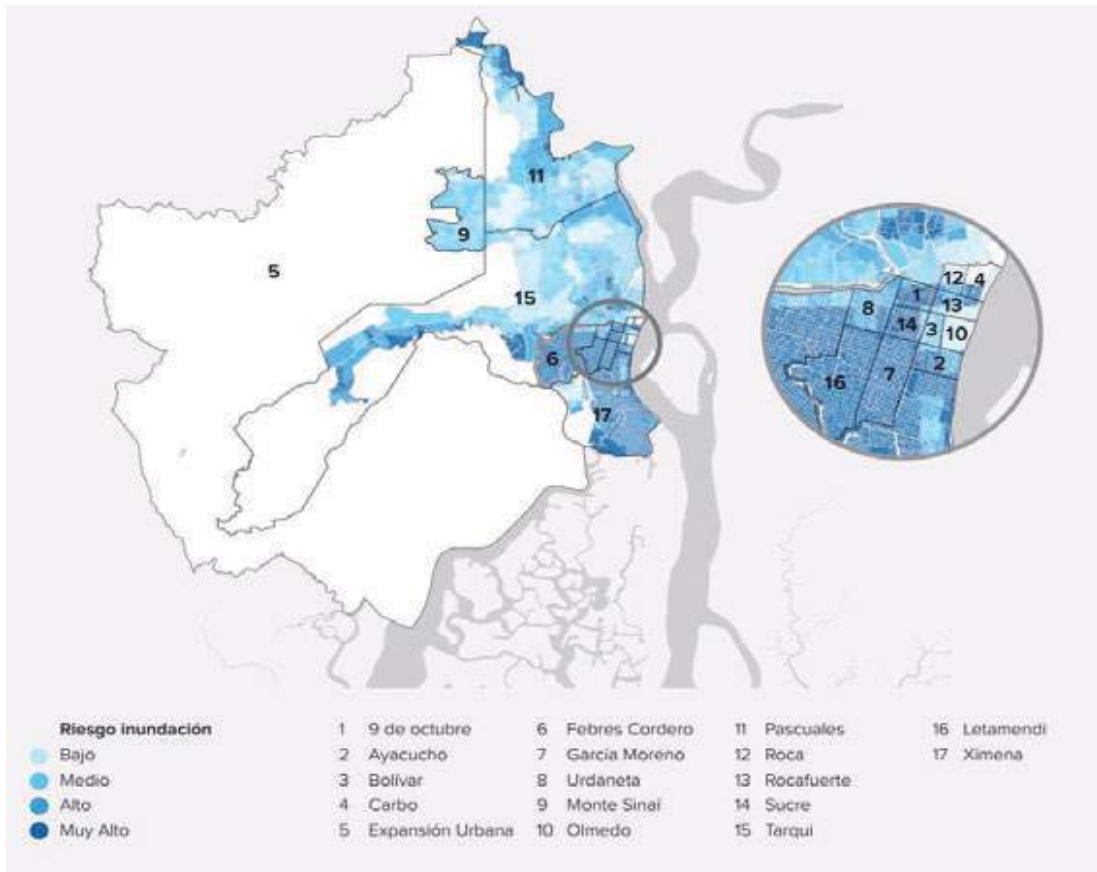 11
9
5
15
6
17
12
4
1
13
8
14
3
10
2
16
7
Riesgo inundación
Bajo
Medio
Alto
Muy Alto
1 9 de octubre
2 Ayacucho
3 Bolívar
4 Carbo
5 Expansión Urbana
6 Febres Cordero
7 García Moreno
8 Urdaneta
9 Monte Sinaí
10 Olmedo
11 Pascuales
12 Roca
13 Rocafuerte
14 Sucre
15 Tarqui
16 Letamendi
17 Ximena